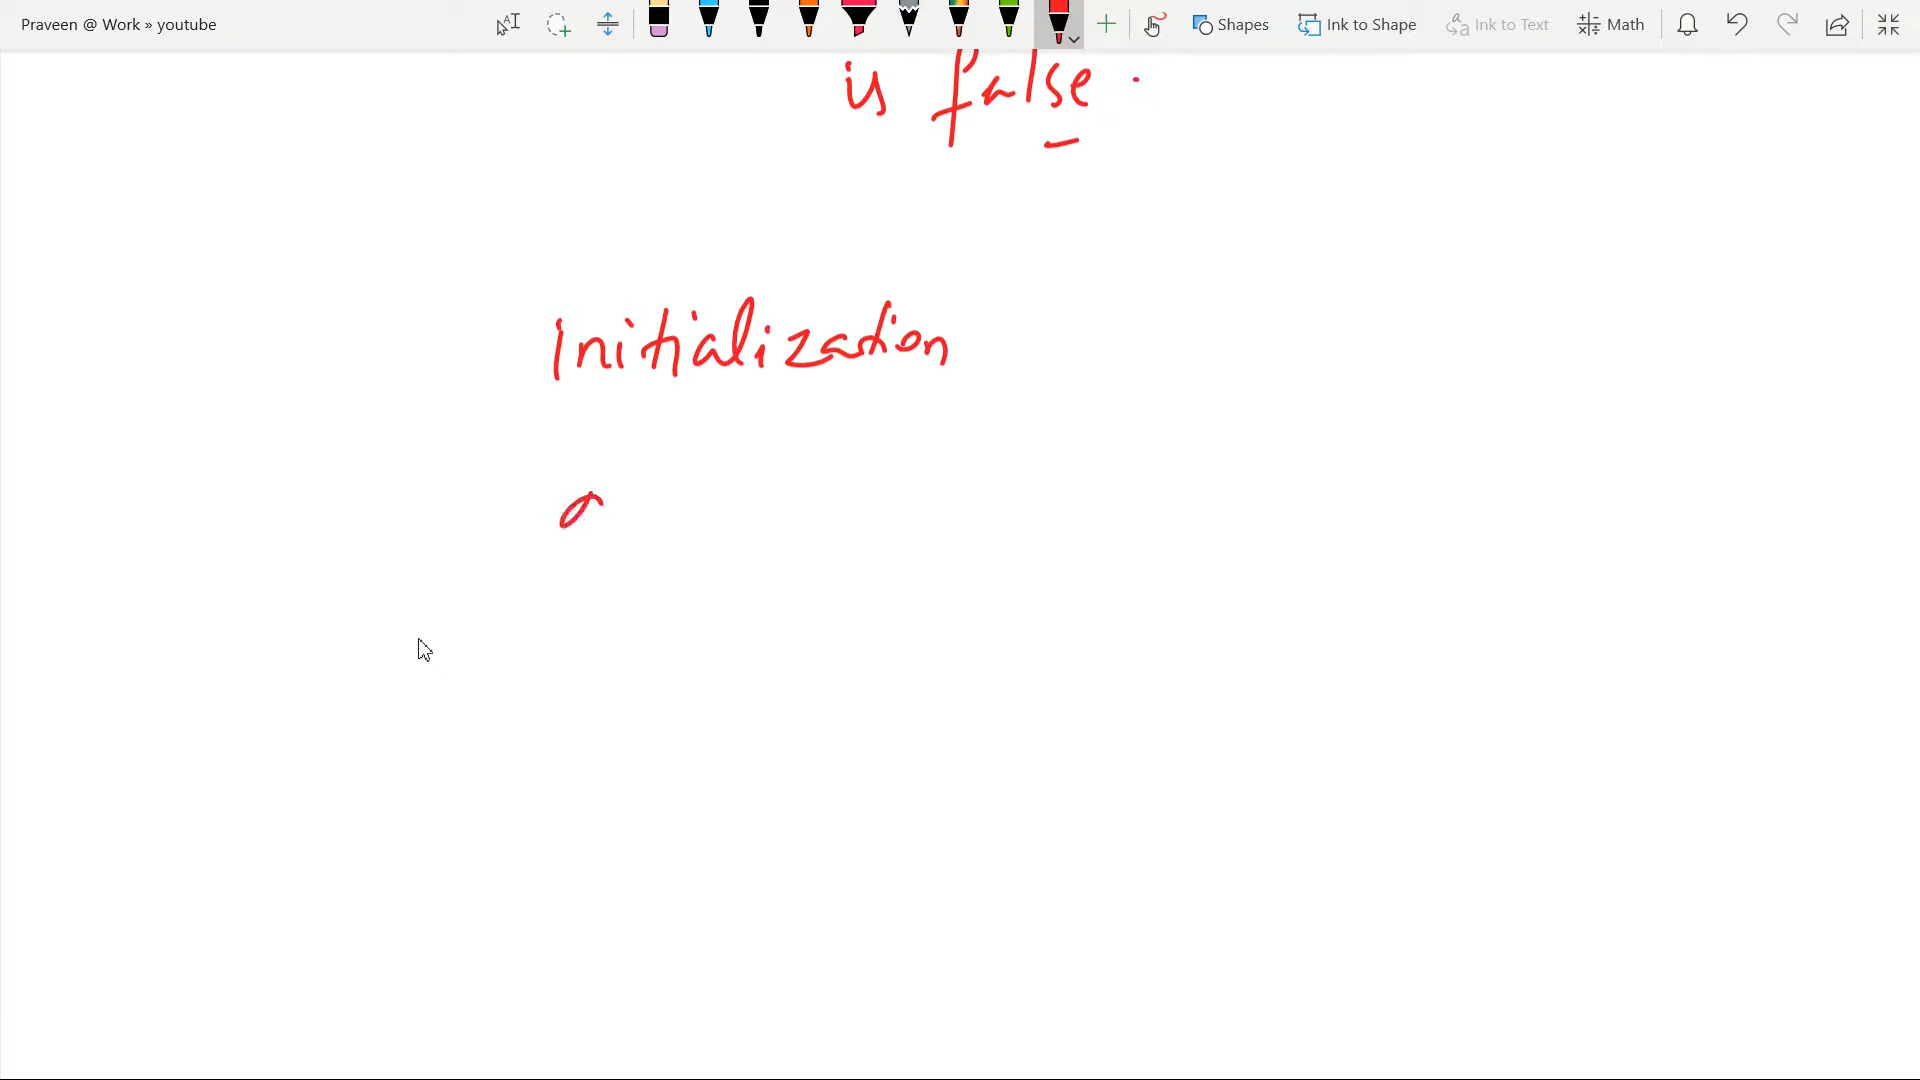 Praveen @ Work » youtube Shapes Ink to Shape Ink to Text Math
is false.
initialization